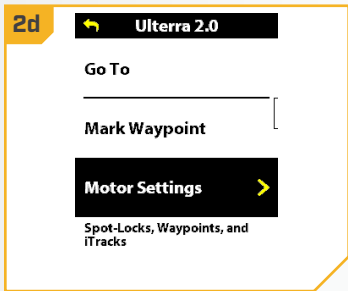 2d
Ulterra 2.0
Go To
Mark Waypoint
Motor Settings
Spot-Locks, Waypoints, and
iTracks